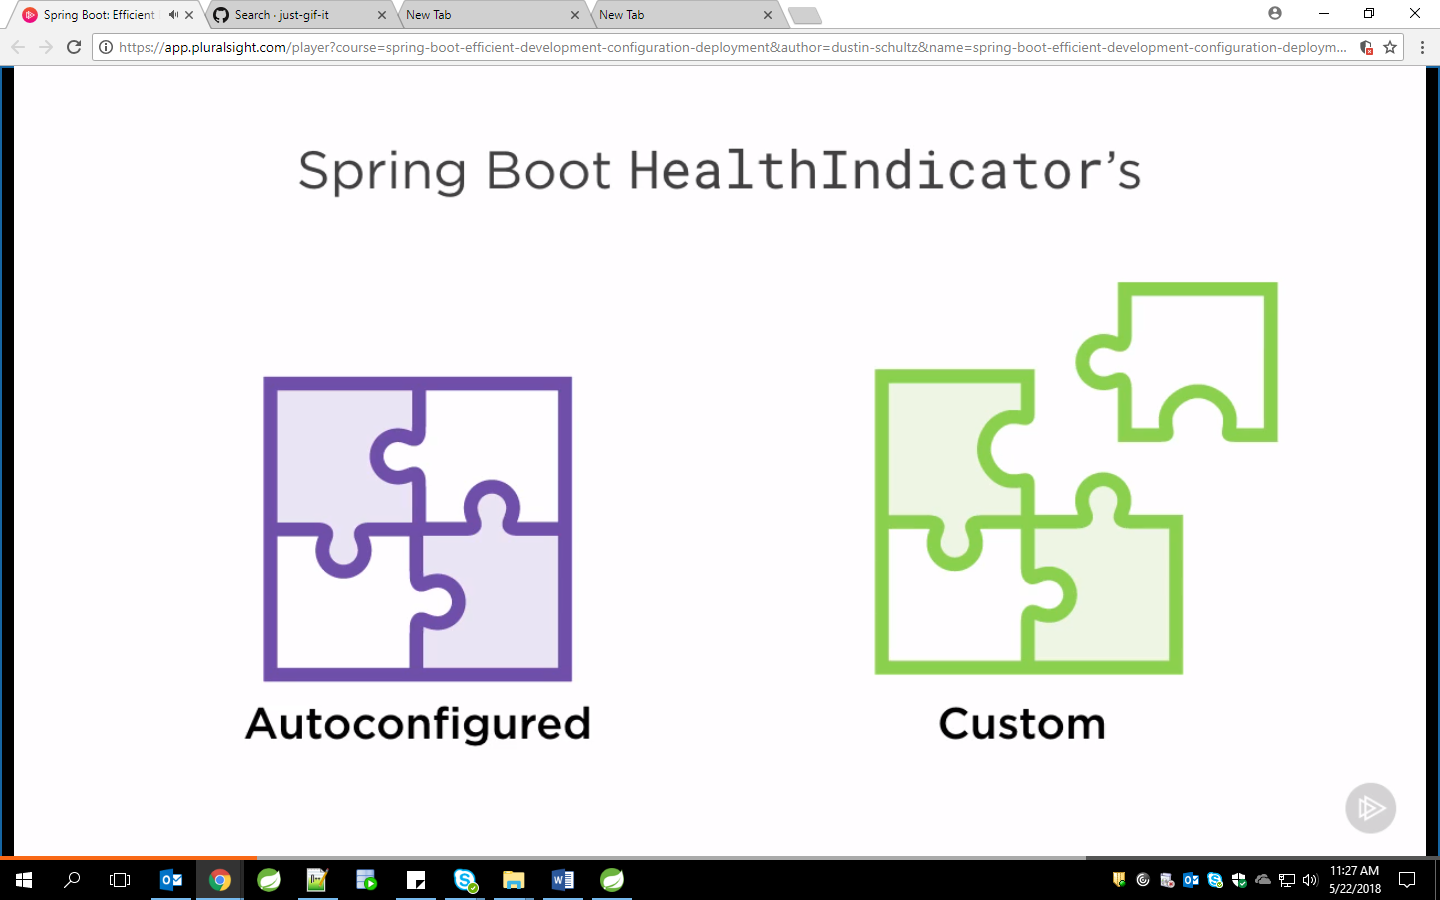 Spring Boot: Efficient
Search · just-gif-it
New Tab
New Tab
https://app.pluralsight.com/player?course=spring-boot-efficient-development-configuration-deployment&author=dustin-schultz&name=spring-boot-efficient-development-configuration-deploym...
Spring Boot HealthIndicator’s
Autoconfigured
Custom
11:27 AM
5/22/2018